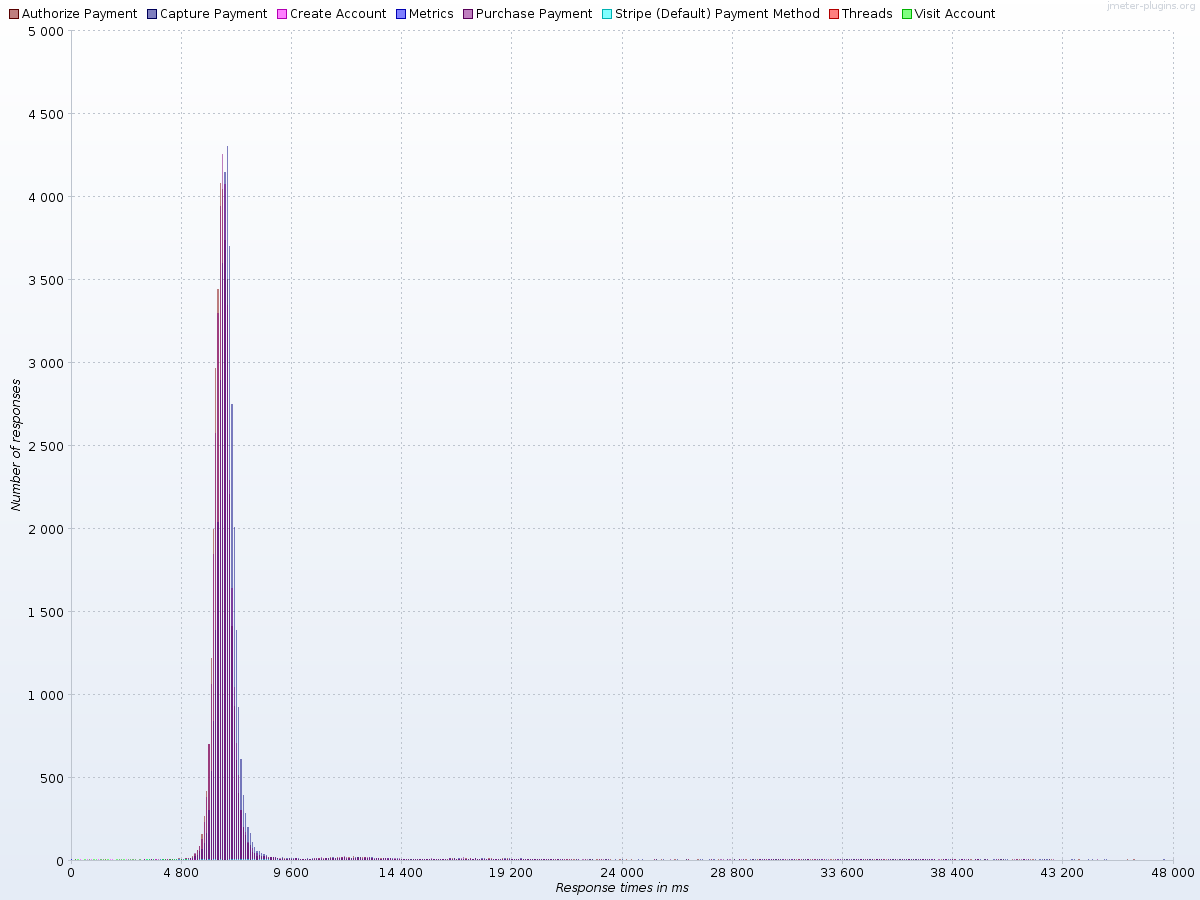 Authorize Payment Capture Payment Create Account Metrics Purchase Payment Stripe (Default) Payment Method Threads Visit Account
jmeter-plugins.org
5 000
4 500
4 000
3 500
3 000
2 500
2 000
1 500
1 000
500
0
Number of responses
0 4 800 9 600 14 400 19 200 24 000 28 800 33 600 38 400 43 200 48 000
Response times in ms